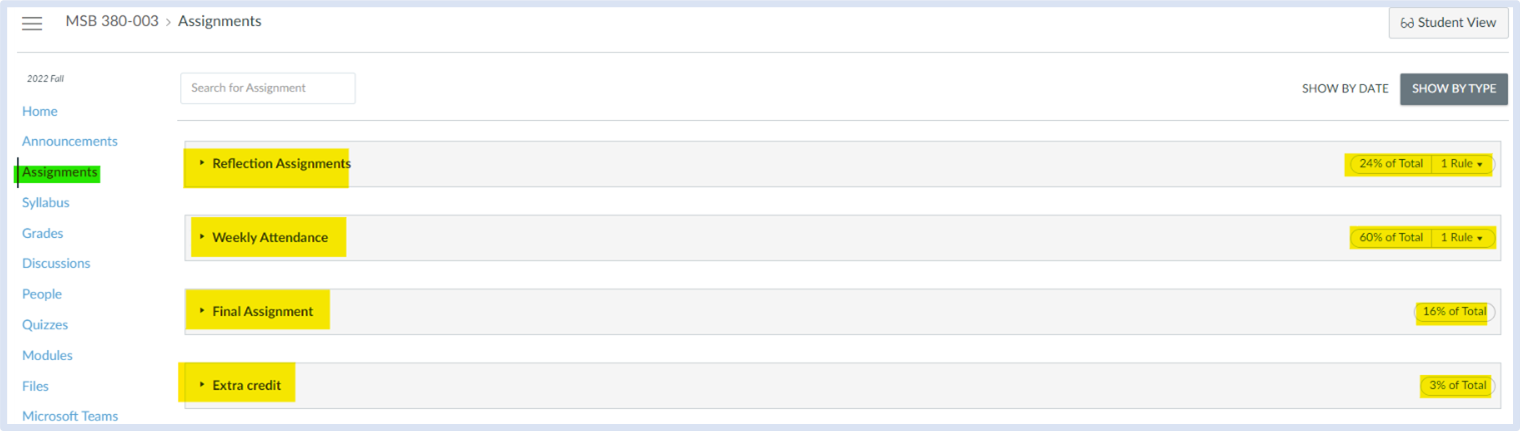 MSB 380-003 › Assignments
Student View
2022 Fall
Search for Assignment
SHOW BY DATE
SHOW BY TYPE
Home
Announcements
Assignments
Syllabus
Grades
Discussions
People
Quizzes
Modules
Files
Microsoft Teams
Reflection Assignments
24% of Total
1 Rule
Weekly Attendance
60% of Total
1 Rule
Final Assignment
16% of Total
Extra credit
3% of Total